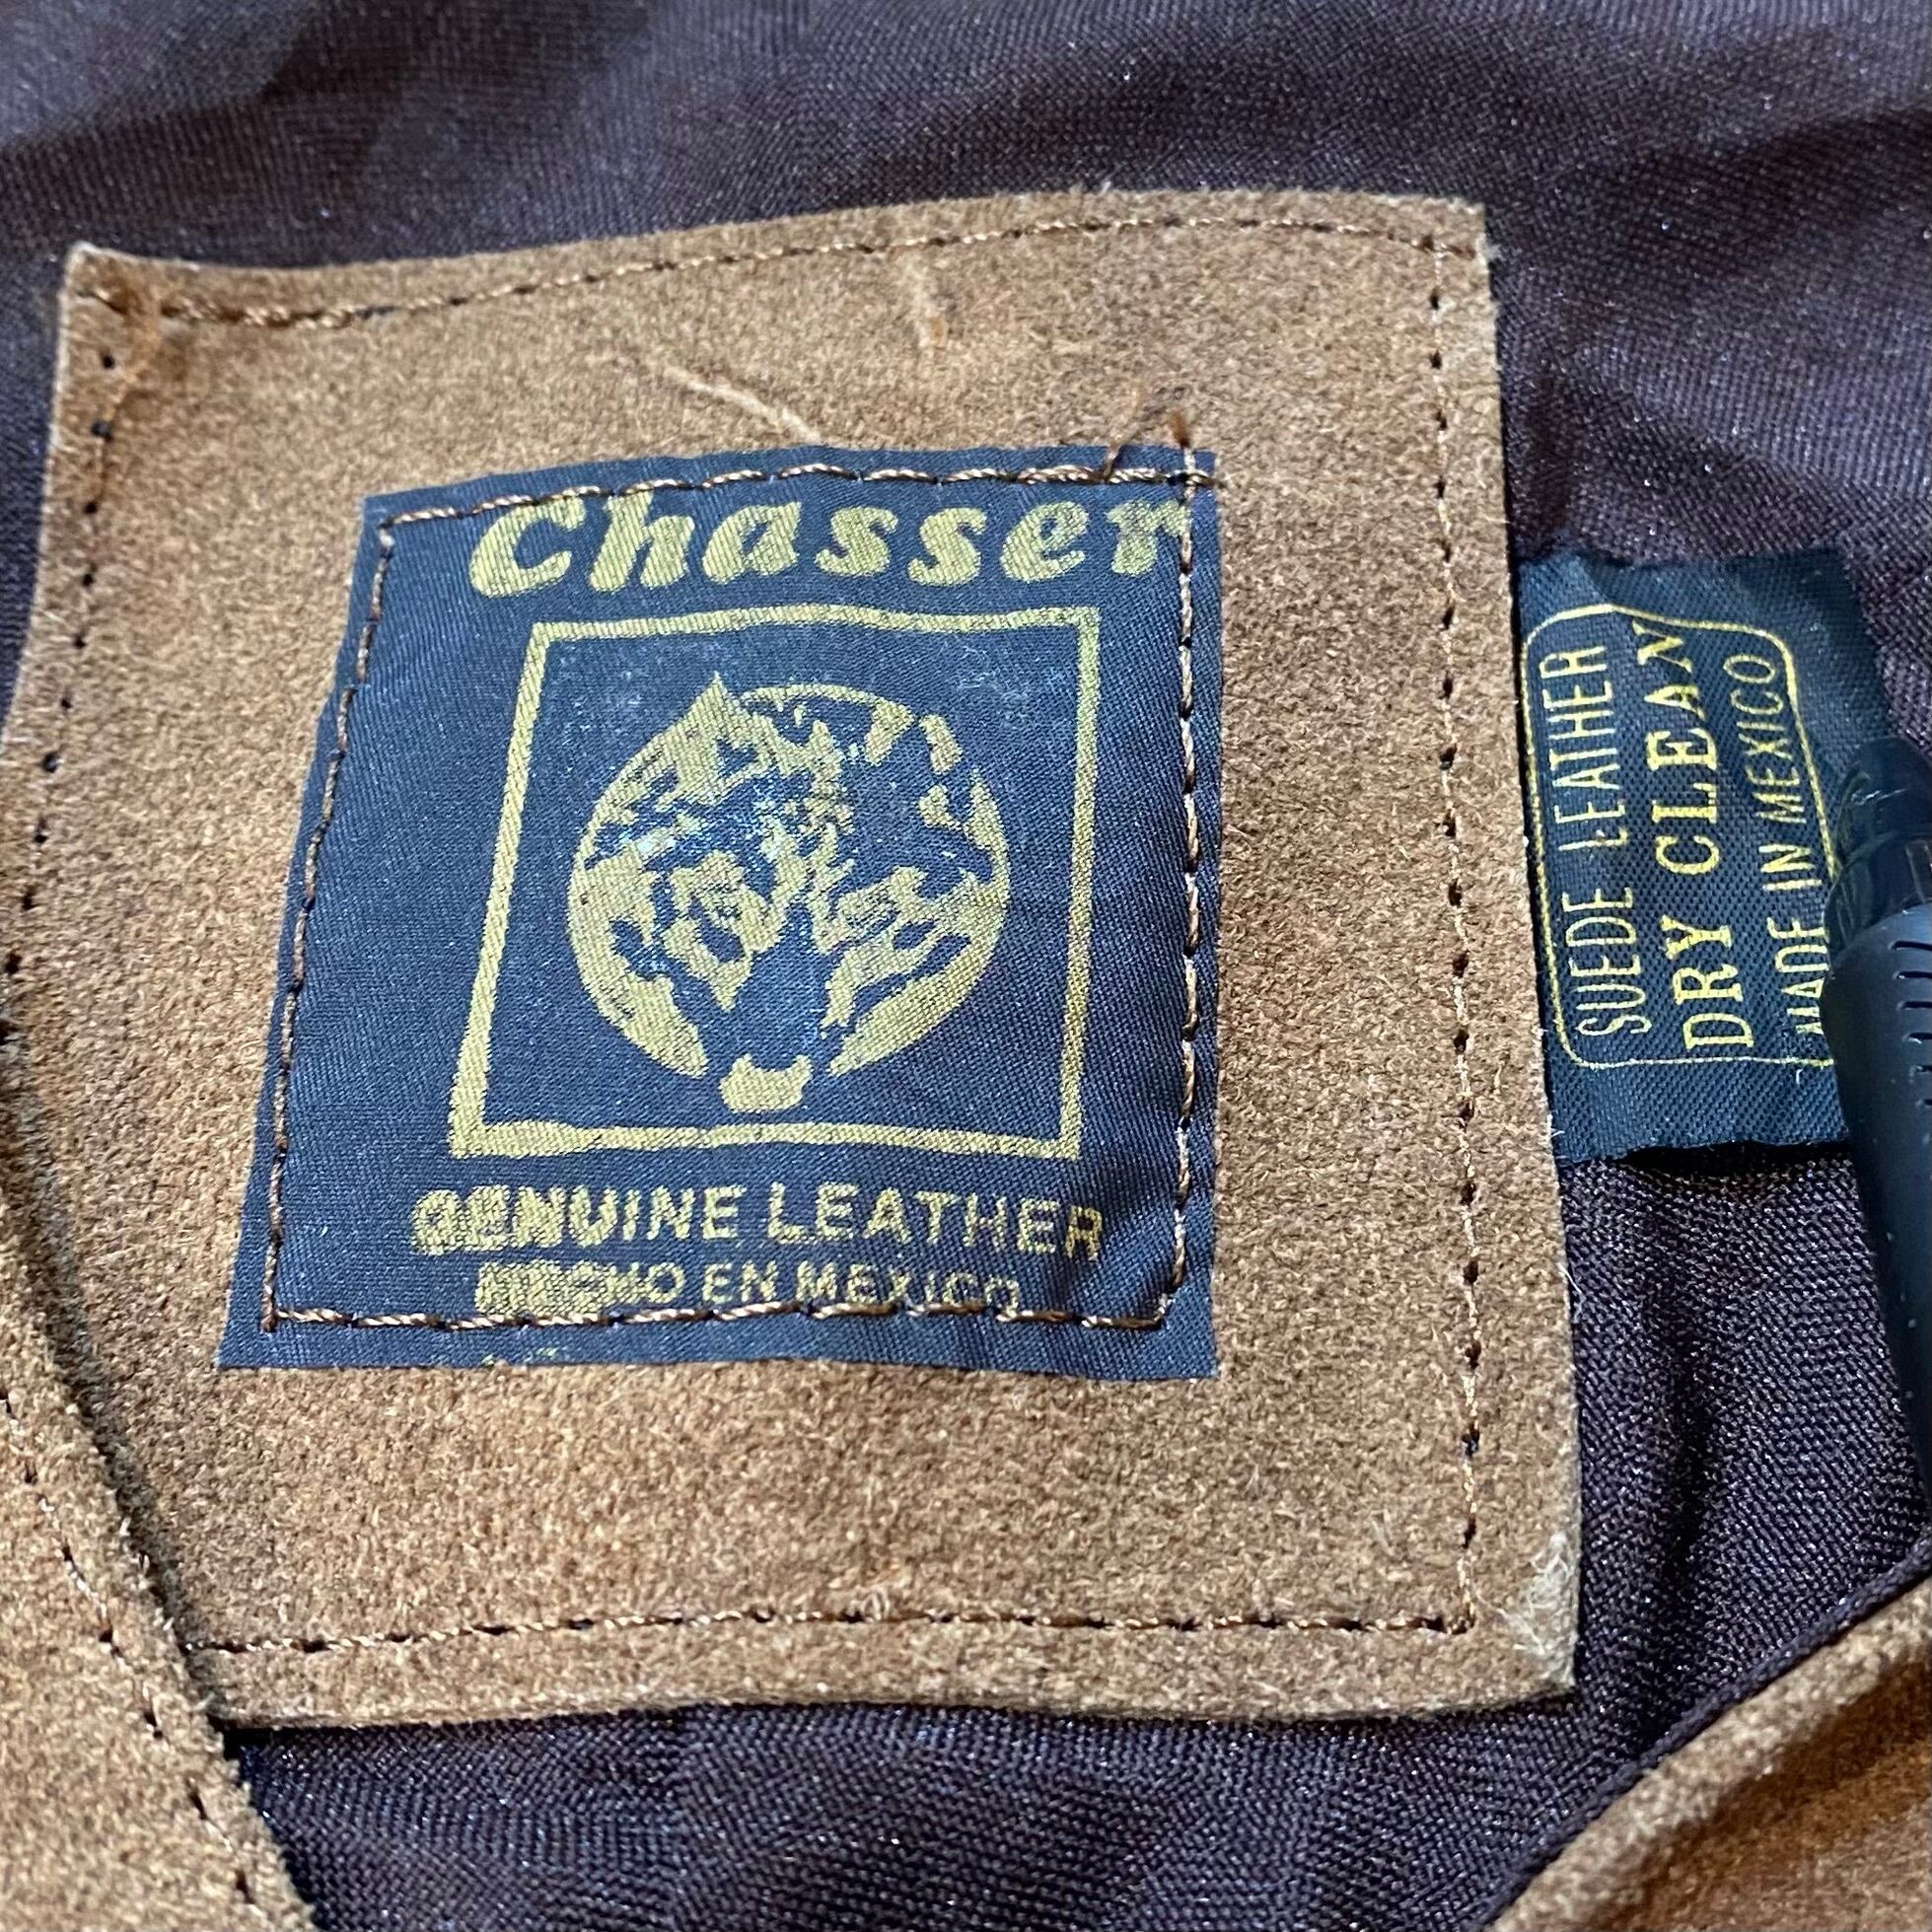 Chasser
GENUINE LEATHER
HECHO EN MEXICO
SUEDE LEATHER
DRY CLEAN
MADE IN MEXICO